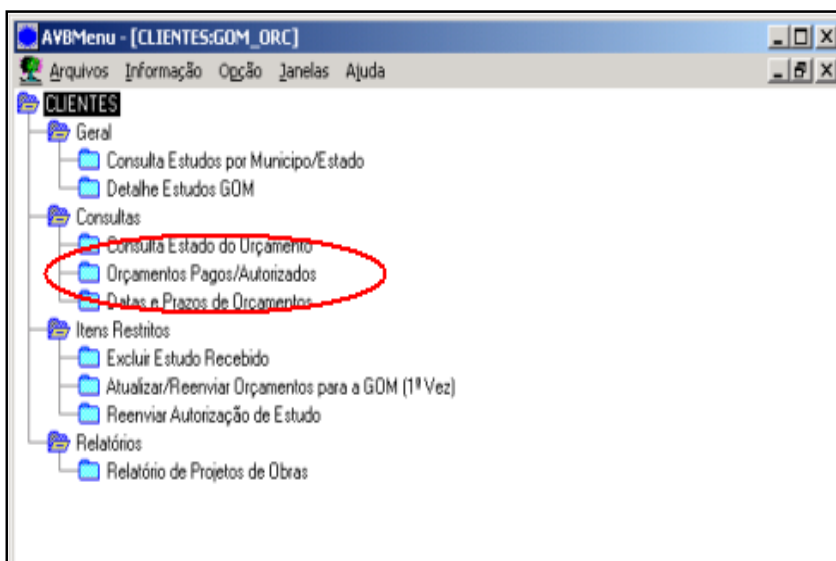 AVBMenu - [CLIENTES:GOM_ORC]
Arquivos Informação Opção Janelas Ajuda
CLIENTES
Geral
Consulta Estudos por Municipo/Estado
Detalhe Estudos GOM
Consultas
Consulta Estado do Orçamento
Orçamentos Pagos/Autorizados
Datas e Prazos de Orçamentos
Itens Restritos
Excluir Estudo Recebido
Atualizar/Reenviar Orçamentos para a GOM (1ª Vez)
Reenviar Autorização de Estudo
Relatórios
Relatório de Projetos de Obras